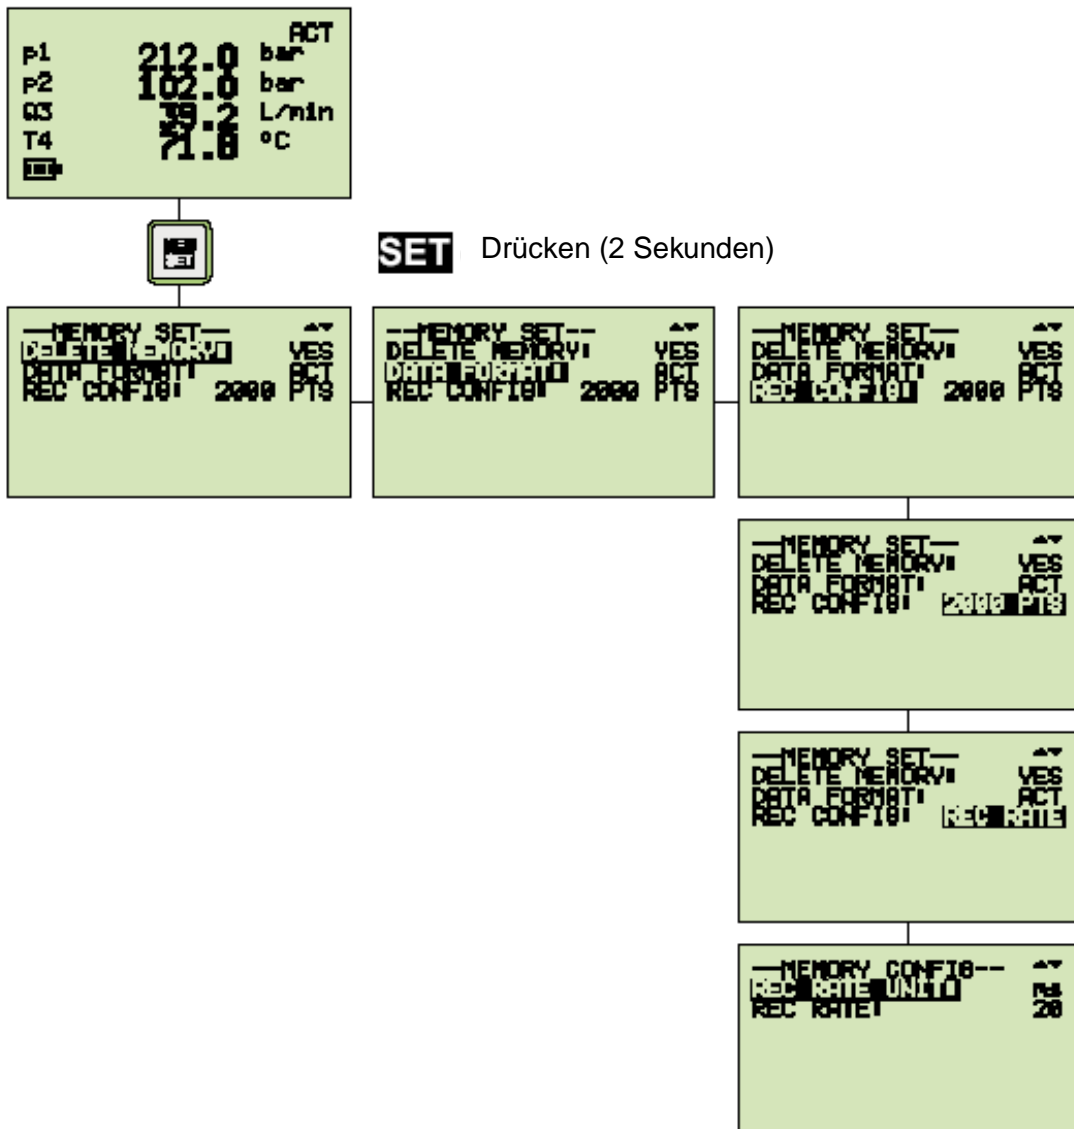 ACT
p1 212.0 bar
p2 102.0 bar
Q3 39.2 L/min
T4 71.8 °C
MEM
SET
SET Drücken (2 Sekunden)
—MEMORY SET—
DELETE MEMORY: YES
DATA FORMAT: ACT
REC CONFIG: 2000 PTS
--MEMORY SET--
DELETE MEMORY: YES
DATA FORMAT: ACT
REC CONFIG: 2000 PTS
—MEMORY SET—
DELETE MEMORY: YES
DATA FORMAT: ACT
REC CONFIG: 2000 PTS
—MEMORY SET—
DELETE MEMORY: YES
DATA FORMAT: ACT
REC CONFIG: 2000 PTS
—MEMORY SET—
DELETE MEMORY: YES
DATA FORMAT: ACT
REC CONFIG: REC RATE
—MEMORY CONFIG--
REC RATE UNIT: ms
REC RATE: 20